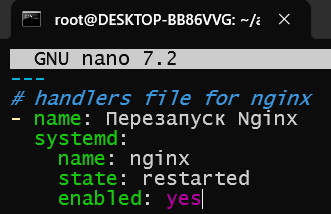 root@DESKTOP-BB86VVG: ~/a
GNU nano 7.2
---
# handlers file for nginx
- name: Перезапуск Nginx
  systemd:
    name: nginx
    state: restarted
    enabled: yes